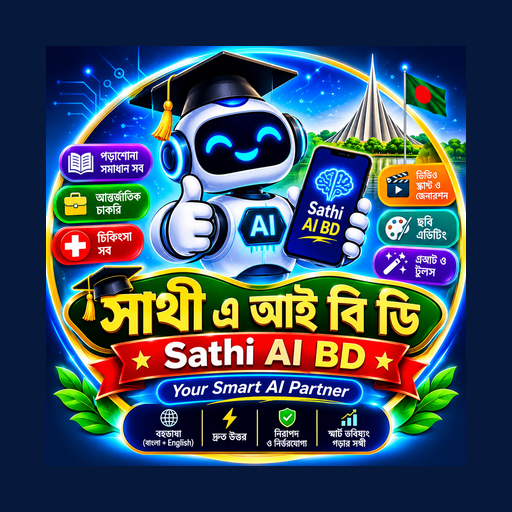 পড়াশোনা
সমাধান সব
আন্তর্জাতিক
চাকরি
চিকিৎসা
সব
AI
Sathi
AI BD
ভিডিও
স্ক্রিপ্ট ও
জেনারেশন
ছবি
এডিটিং
ও
টুলস
সাথী এ আই বি ডি
Sathi AI BD
Your Smart AI Partner
বহুভাষা
(বাংলা + English)
দ্রুত উত্তর
নিরাপদ
ও নির্ভরযোগ্য
স্মার্ট ভবিষ্যৎ
গড়ার সঙ্গী